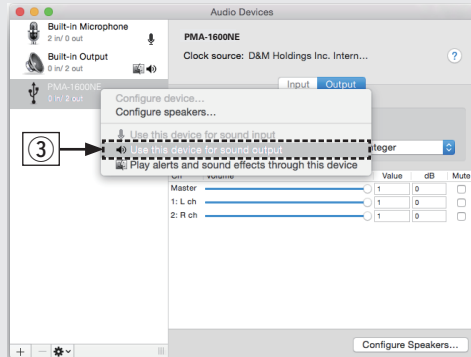 Audio Devices
Built-in Microphone
2 in/ 0 out
Built-in Output
0 in/ 2 out
PMA-1600NE
0 in/ 2 out
PMA-1600NE
Clock source: D&M Holdings Inc. Intern...
?
Input Output
Configure device...
Configure speakers...
Use this device for sound input
③
Use this device for sound output
Play alerts and sound effects through this device
teger
Ch Volume Value dB Mute
Master 1 0
1: L ch 1 0
2: R ch 1 0
Configure Speakers...